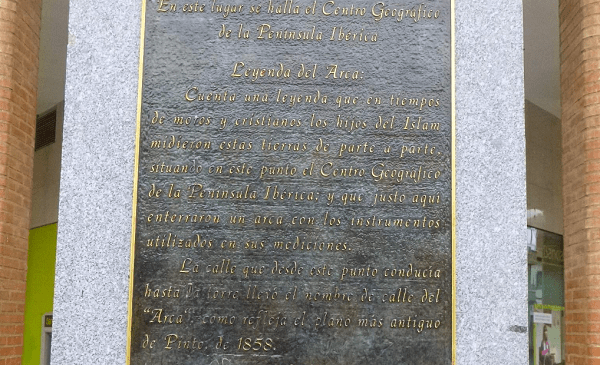 En este lugar se halla el Centro Geográfico
de la Península Ibérica
Leyenda del Arca:
Cuenta una leyenda que en tiempos
de moros y cristianos los hijos del Islam
midieron estas tierras de parte a parte,
situando en este punto el Centro Geográfico
de la Península Ibérica; y que justo aquí
enterraron un arca con los instrumentos
utilizados en sus mediciones.
La calle que desde este punto conducía
hasta la torre llevó el nombre de calle del
"Arca", como refleja el plano más antiguo
de Pinto, de 1858.